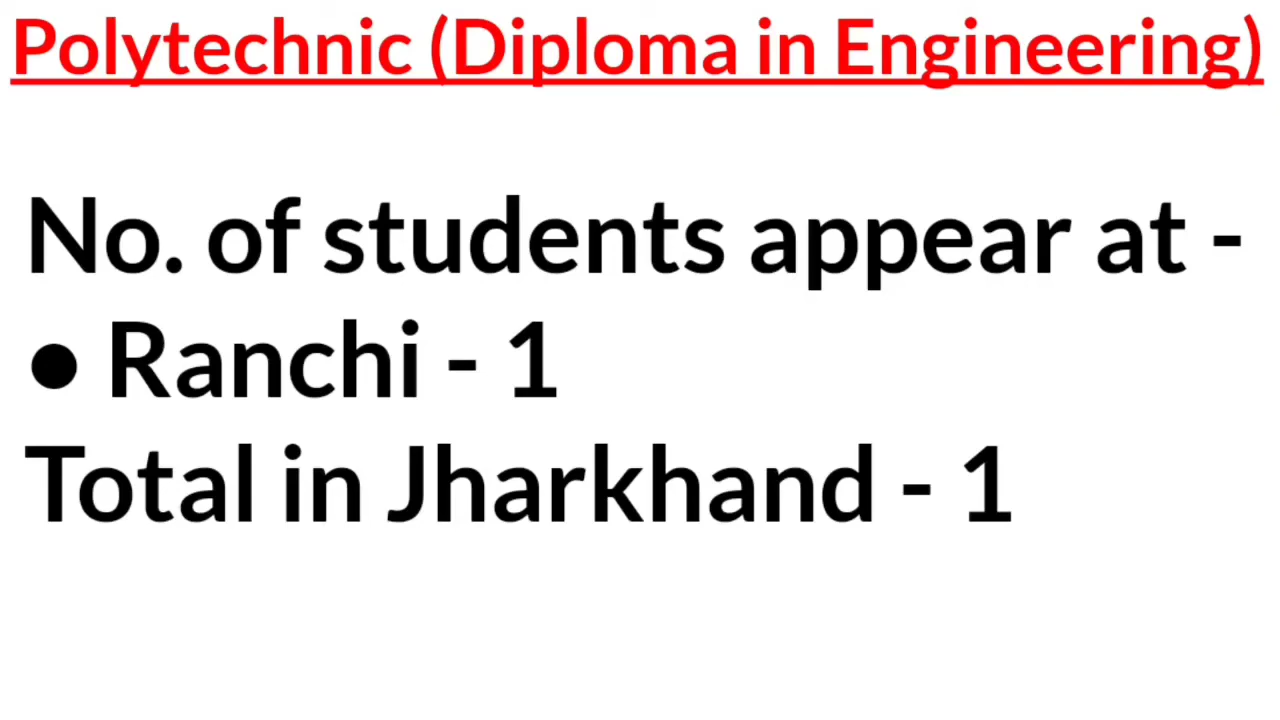 Polytechnic (Diploma in Engineering)
No. of students appear at -
• Ranchi - 1
Total in Jharkhand - 1